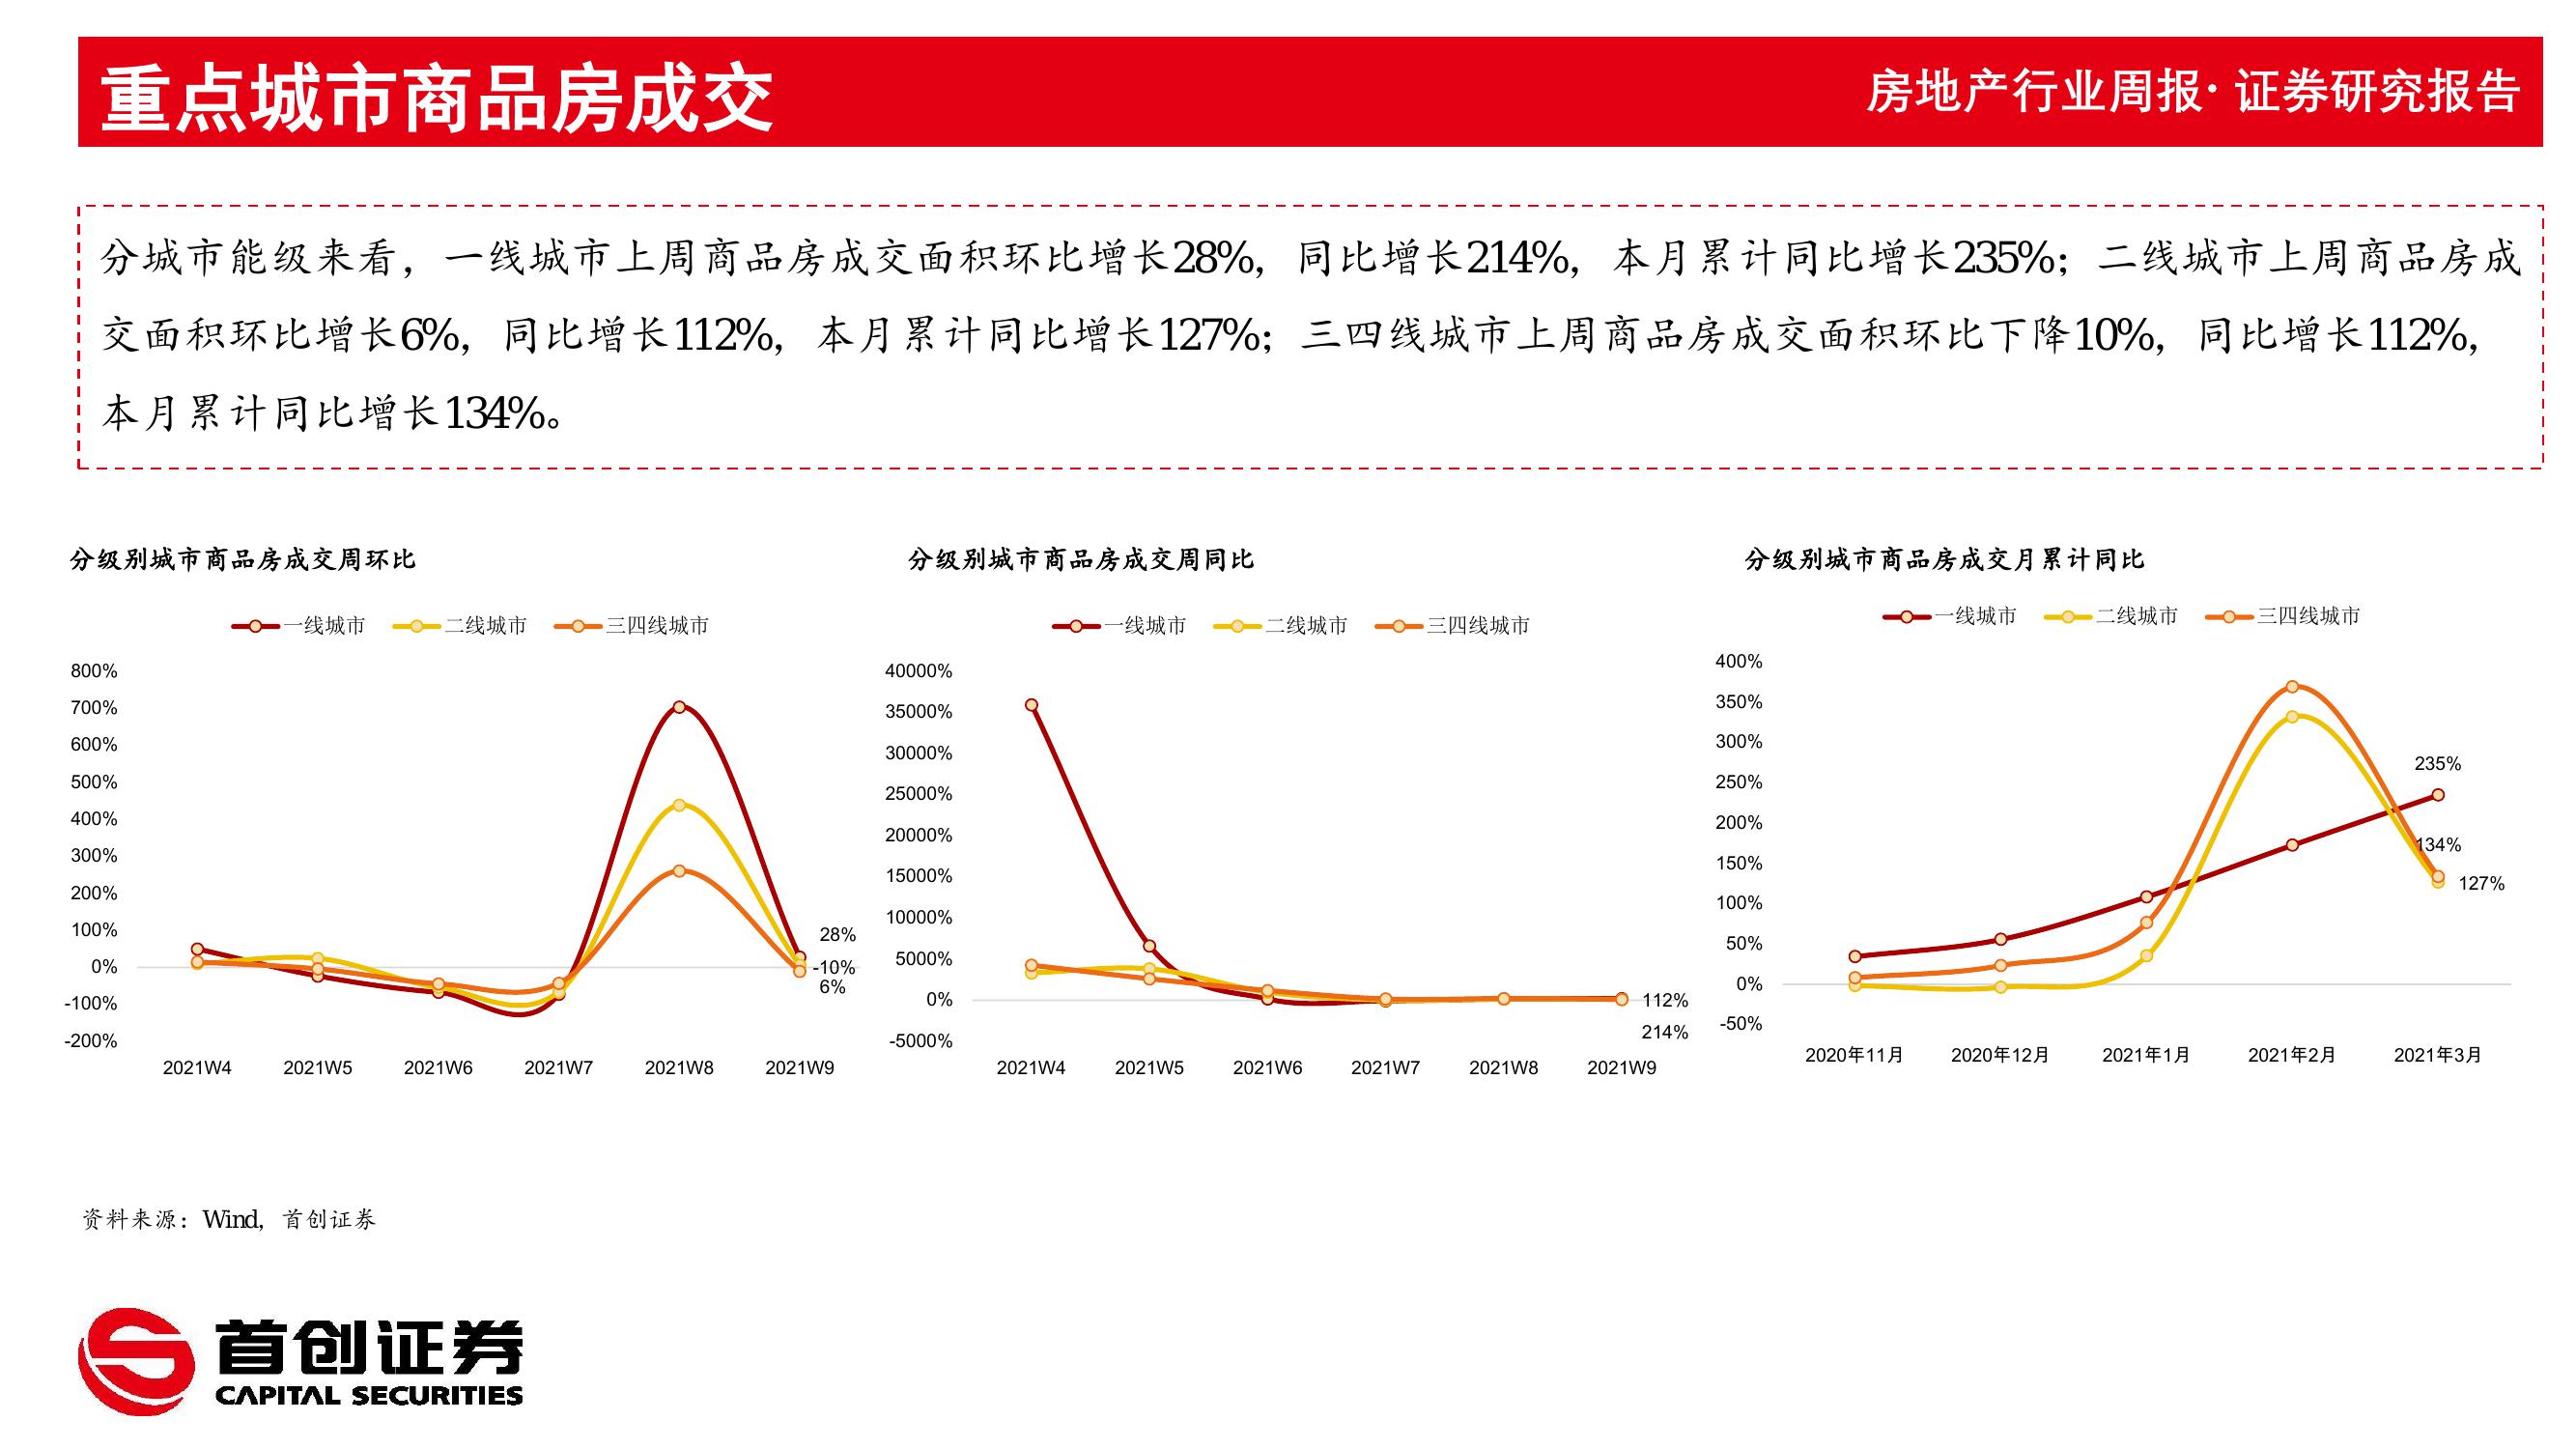 重点城市商品房成交
房地产行业周报· 证券研究报告
分城市能级来看，一线城市上周商品房成交面积环比增长28%，同比增长214%，本月累计同比增长235%；二线城市上周商品房成
交面积环比增长6%，同比增长112%，本月累计同比增长127%；三四线城市上周商品房成交面积环比下降10%，同比增长112%，
本月累计同比增长134%。
分级别城市商品房成交周环比
一线城市 二线城市 三四线城市
800%
700%
600%
500%
400%
300%
200%
100%
0%
-100%
-200%
28%
-10%
6%
2021W4 2021W5 2021W6 2021W7 2021W8 2021W9
分级别城市商品房成交周同比
一线城市 二线城市 三四线城市
40000%
35000%
30000%
25000%
20000%
15000%
10000%
5000%
0%
-5000%
112%
214%
2021W4 2021W5 2021W6 2021W7 2021W8 2021W9
分级别城市商品房成交月累计同比
一线城市 二线城市 三四线城市
400%
350%
300%
250%
200%
150%
100%
50%
0%
-50%
235%
134%
127%
2020年11月 2020年12月 2021年1月 2021年2月 2021年3月
资料来源：Wind，首创证券
首创证券
CAPITAL SECURITIES